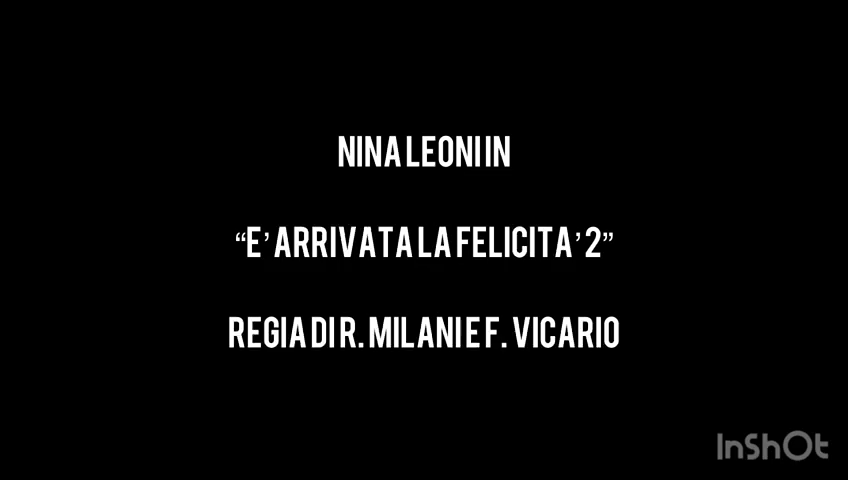 NINA LEONI IN
“E’ ARRIVATA LA FELICITA’ 2”
REGIA DI R. MILANI E F. VICARIO
InShOt